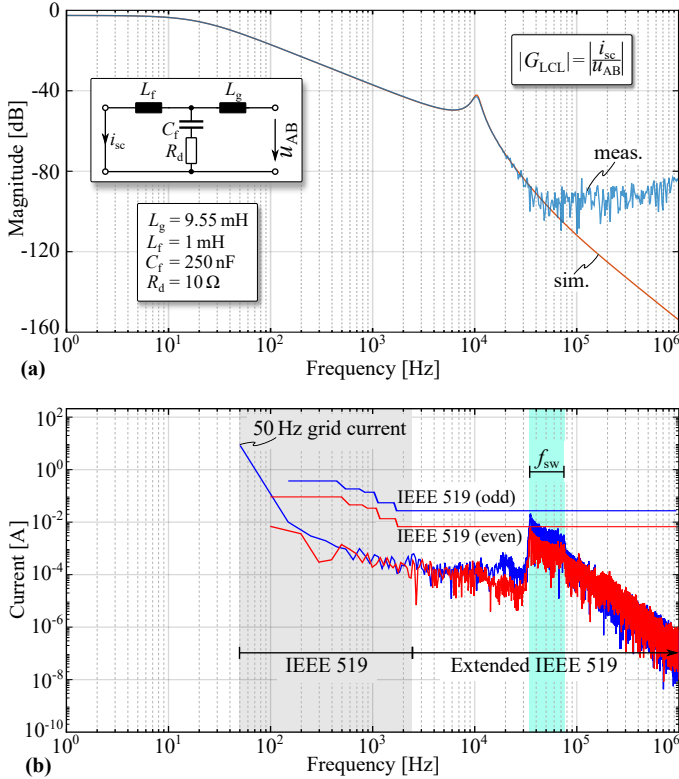 0
-40
-80
-120
-160
Magnitude [dB]
|G_LCL| = |i_sc/u_AB|
L_f
L_g
C_f
R_d
i_sc
u_AB
L_g = 9.55 mH
L_f = 1 mH
C_f = 250 nF
R_d = 10 Ω
meas.
sim.
10^0 10^1 10^2 10^3 10^4 10^5 10^6
Frequency [Hz]
(a)
10^2
10^0
10^-2
10^-4
10^-6
10^-8
10^-10
Current [A]
50 Hz grid current
f_sw
IEEE 519 (odd)
IEEE 519 (even)
IEEE 519
Extended IEEE 519
10^0 10^1 10^2 10^3 10^4 10^5 10^6
Frequency [Hz]
(b)